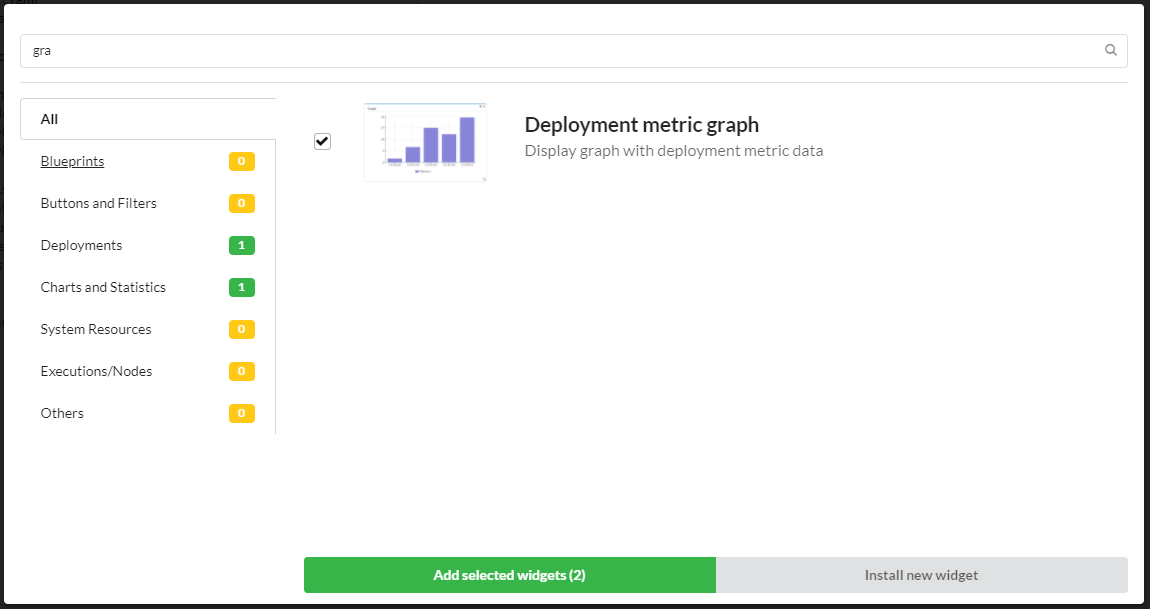 gra
All
Blueprints 0
Buttons and Filters 0
Deployments 1
Charts and Statistics 1
System Resources 0
Executions/Nodes 0
Others 0
Graph
Deployment metric graph
Display graph with deployment metric data
Add selected widgets (2)
Install new widget